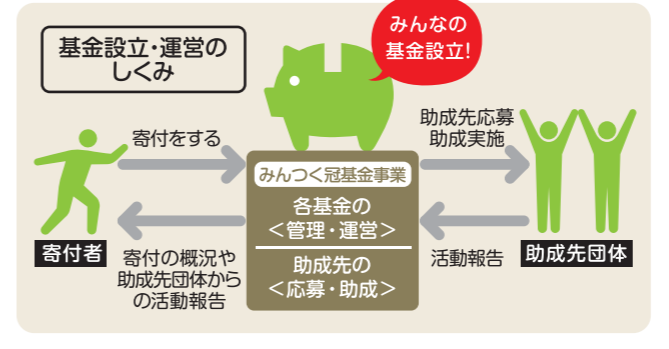 基金設立・運営の
しくみ
みんなの
基金設立!
寄付をする
助成先応募
助成実施
みんつく冠基金事業
各基金の
<管理・運営>
助成先の
<応募・助成>
寄付者
寄付の概況や
助成先団体から
の活動報告
活動報告
助成先団体